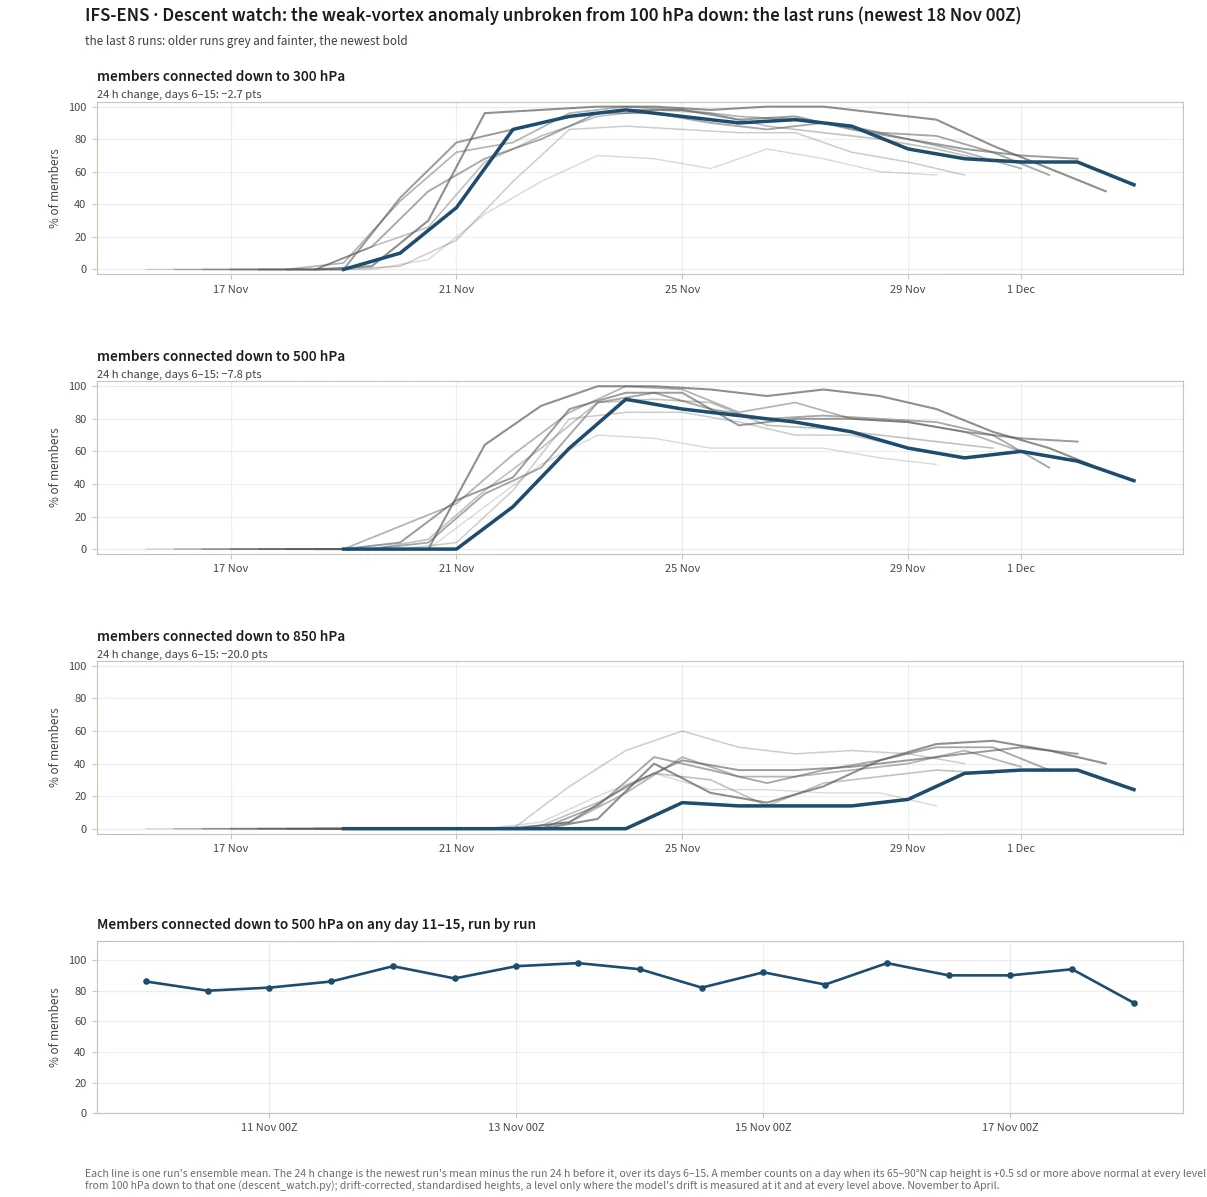 IFS-ENS · Descent watch: the weak-vortex anomaly unbroken from 100 hPa down: the last runs (newest 18 Nov 00Z)
the last 8 runs: older runs grey and fainter, the newest bold
members connected down to 300 hPa
24 h change, days 6–15: −2.7 pts
100
80
60
40
20
0
% of members
17 Nov
21 Nov
25 Nov
29 Nov
1 Dec
members connected down to 500 hPa
24 h change, days 6–15: −7.8 pts
100
80
60
40
20
0
% of members
17 Nov
21 Nov
25 Nov
29 Nov
1 Dec
members connected down to 850 hPa
24 h change, days 6–15: −20.0 pts
100
80
60
40
20
0
% of members
17 Nov
21 Nov
25 Nov
29 Nov
1 Dec
Members connected down to 500 hPa on any day 11–15, run by run
100
80
60
40
20
0
% of members
11 Nov 00Z
13 Nov 00Z
15 Nov 00Z
17 Nov 00Z
Each line is one run's ensemble mean. The 24 h change is the newest run's mean minus the run 24 h before it, over its days 6–15. A member counts on a day when its 65–90°N cap height is +0.5 sd or more above normal at every level
from 100 hPa down to that one (descent_watch.py); drift-corrected, standardised heights, a level only where the model's drift is measured at it and at every level above. November to April.